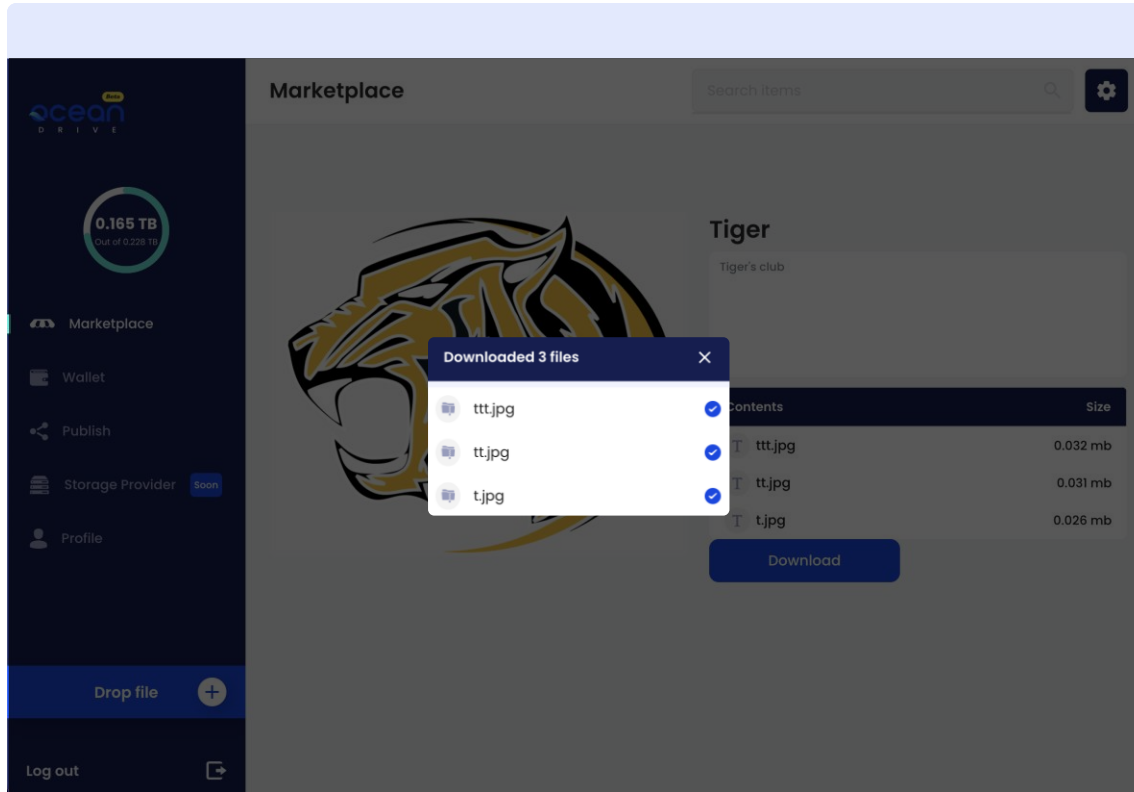 Beta
ocean
DRIVE
0.165 TB
Out of 0.228 TB
Marketplace
Wallet
Publish
Storage Provider Soon
Profile
Drop file
Log out
Marketplace
Search items
Tiger
Tiger's club
Contents Size
ttt.jpg 0.032 mb
tt.jpg 0.031 mb
t.jpg 0.026 mb
Download
Downloaded 3 files
ttt.jpg
tt.jpg
t.jpg